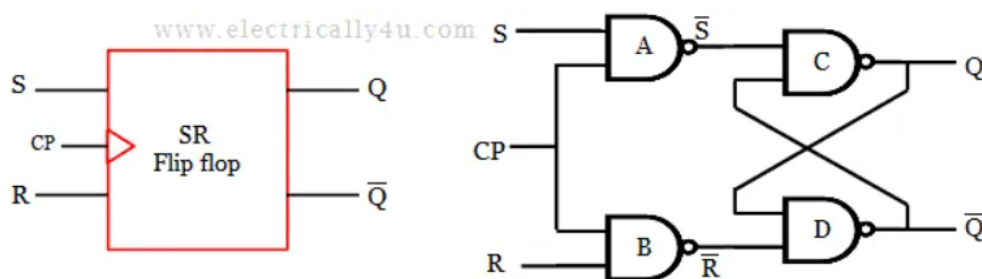 www.electrically4u.com
S
CP
R
SR
Flip flop
Q
Q̅
S
CP
R
A
B
S̅
R̅
C
D
Q
Q̅